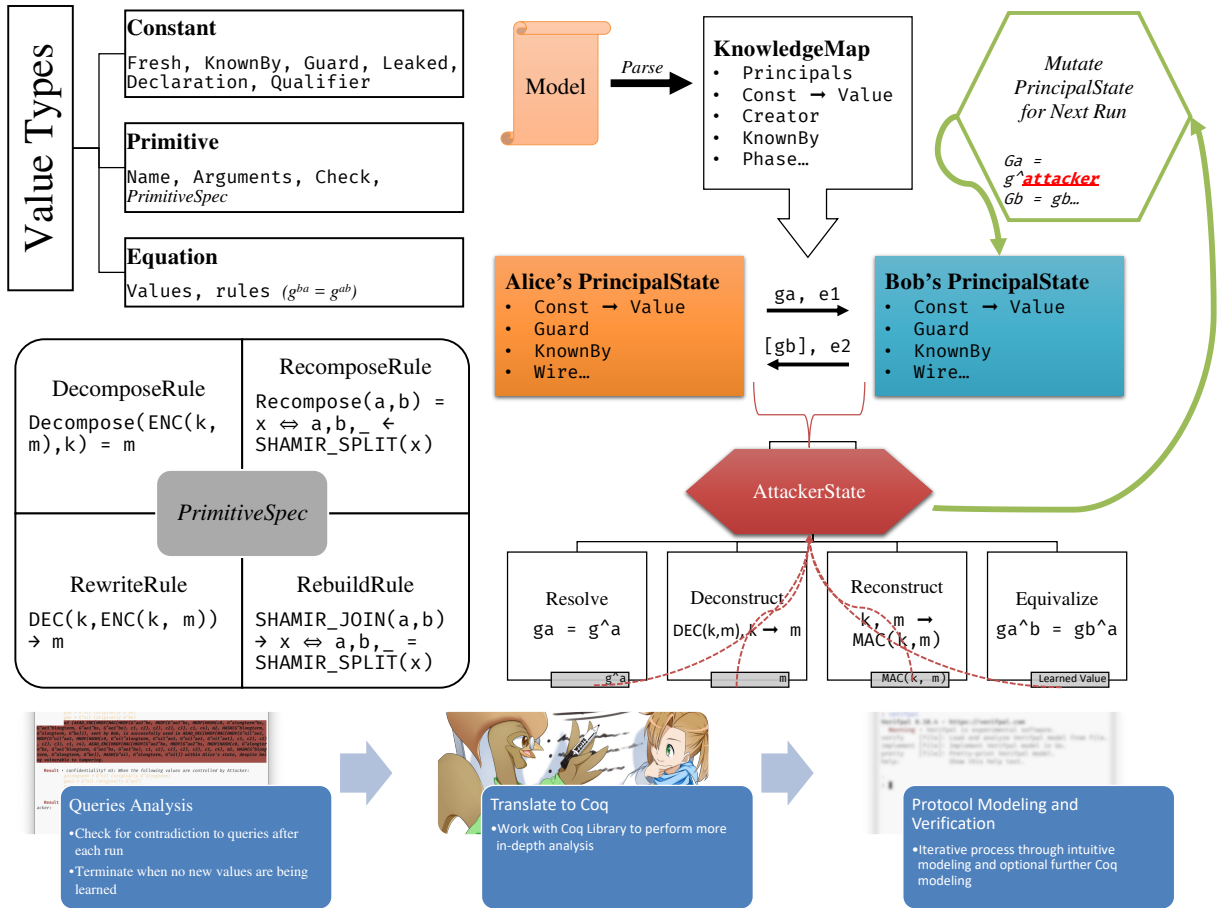 Value Types
Constant
Fresh, KnownBy, Guard, Leaked,
Declaration, Qualifier
Primitive
Name, Arguments, Check,
PrimitiveSpec
Equation
Values, rules (g^ba = g^ab)
Model
Parse
KnowledgeMap
• Principals
• Const → Value
• Creator
• KnownBy
• Phase…
Mutate
PrincipalState
for Next Run
Ga =
g^attacker
Gb = gb…
Alice's PrincipalState
• Const → Value
• Guard
• KnownBy
• Wire…
ga, e1
[gb], e2
Bob's PrincipalState
• Const → Value
• Guard
• KnownBy
• Wire…
DecomposeRule
Decompose(ENC(k,
m),k) = m
RecomposeRule
Recompose(a,b) =
x ⇔ a,b,_ ←
SHAMIR_SPLIT(x)
PrimitiveSpec
RewriteRule
DEC(k,ENC(k, m))
→ m
RebuildRule
SHAMIR_JOIN(a,b)
→ x ⇔ a,b,_ =
SHAMIR_SPLIT(x)
AttackerState
Resolve
ga = g^a
g^a
Deconstruct
DEC(k,m), k → m
m
Reconstruct
k, m →
MAC(k,m)
MAC(k, m)
Equivalize
ga^b = gb^a
Learned Value
Queries Analysis
•Check for contradiction to queries after
each run
•Terminate when no new values are being
learned
Translate to Coq
•Work with Coq Library to perform more
in-depth analysis
Protocol Modeling and
Verification
•Iterative process through intuitive
modeling and optional further Coq
modeling